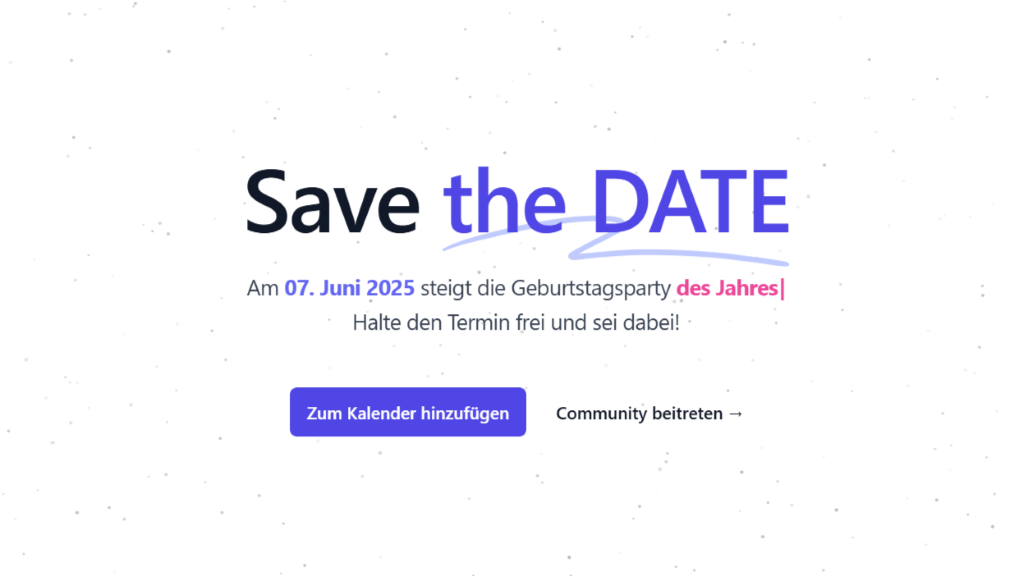 Save the DATE
Am 07. Juni 2025 steigt die Geburtstagsparty des Jahres|
Halte den Termin frei und sei dabei!
Zum Kalender hinzufügen
Community beitreten →